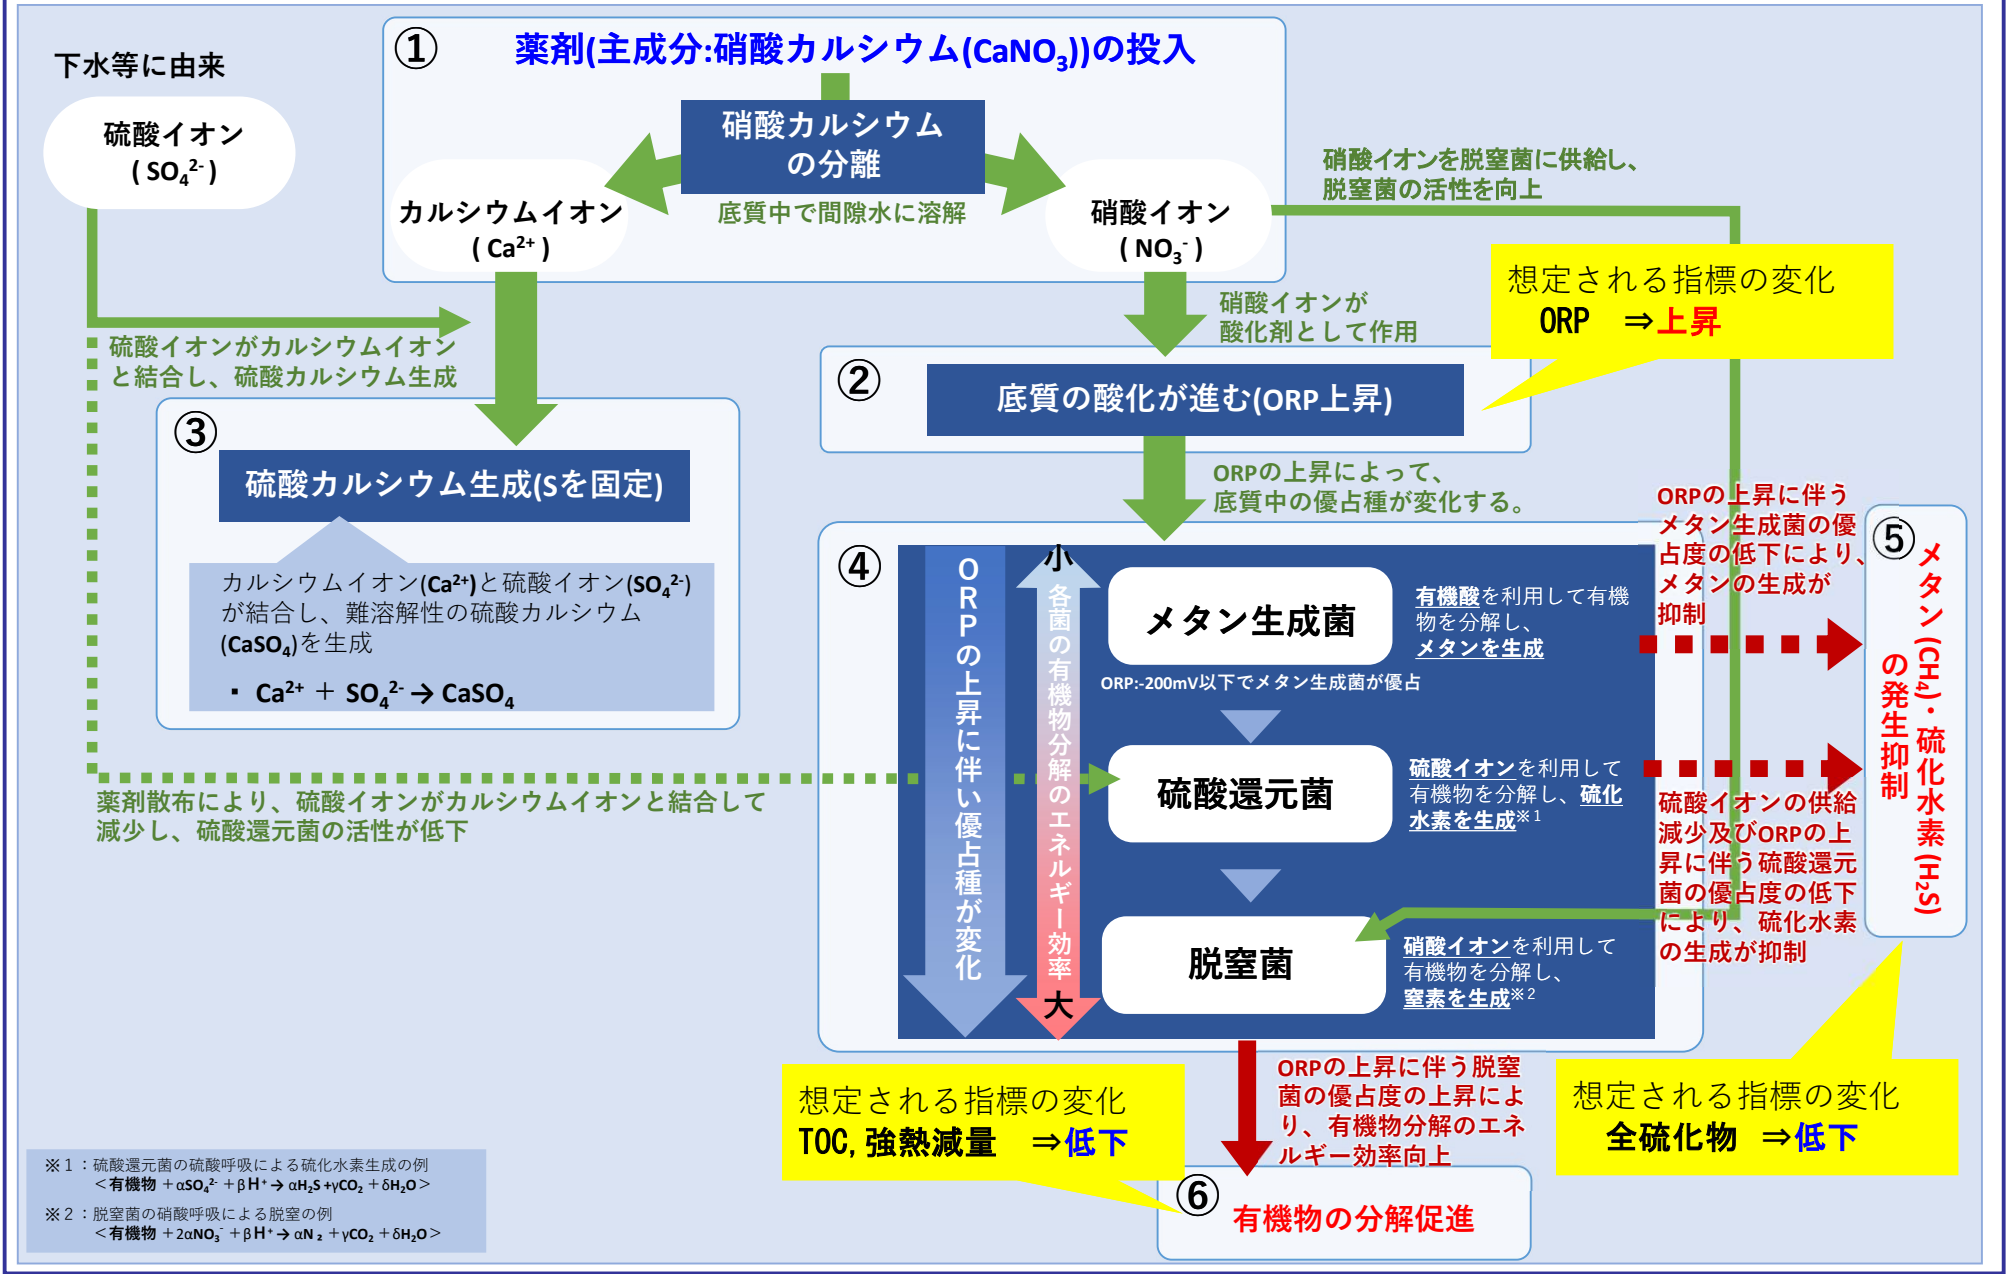 下水等に由来
硫酸イオン
( SO₄²⁻ )
①
薬剤(主成分:硝酸カルシウム(CaNO₃))の投入
硝酸カルシウム
の分離
底質中で間隙水に溶解
カルシウムイオン
( Ca²⁺ )
硝酸イオン
( NO₃⁻ )
硝酸イオンを脱窒菌に供給し、
脱窒菌の活性を向上
想定される指標の変化
ORP ⇒上昇
硝酸イオンが
酸化剤として作用
硫酸イオンがカルシウムイオン
と結合し、硫酸カルシウム生成
②
底質の酸化が進む(ORP上昇)
③
硫酸カルシウム生成(Sを固定)
カルシウムイオン(Ca²⁺)と硫酸イオン(SO₄²⁻)
が結合し、難溶解性の硫酸カルシウム
(CaSO₄)を生成
・ Ca²⁺ ＋ SO₄²⁻ → CaSO₄
ORPの上昇によって、
底質中の優占種が変化する。
④
ORPの上昇に伴い優占種が変化
小
各菌の有機物分解のエネルギー効率
大
メタン生成菌
有機酸を利用して有機
物を分解し、
メタンを生成
ORP:-200mV以下でメタン生成菌が優占
硫酸還元菌
硫酸イオンを利用して
有機物を分解し、硫化
水素を生成※1
脱窒菌
硝酸イオンを利用して
有機物を分解し、
窒素を生成※2
薬剤散布により、硫酸イオンがカルシウムイオンと結合して
減少し、硫酸還元菌の活性が低下
ORPの上昇に伴う
メタン生成菌の優
占度の低下により、
メタンの生成が
抑制
硫酸イオンの供給
減少及びORPの上
昇に伴う硫酸還元
菌の優占度の低下
により、硫化水素
の生成が抑制
⑤
メタン(CH₄)・硫化水素(H₂S)
の発生抑制
想定される指標の変化
全硫化物 ⇒低下
ORPの上昇に伴う脱窒
菌の優占度の上昇によ
り、有機物分解のエネ
ルギー効率向上
想定される指標の変化
TOC,強熱減量 ⇒低下
⑥
有機物の分解促進
※1：硫酸還元菌の硫酸呼吸による硫化水素生成の例
＜有機物＋αSO₄²⁻＋βH⁺→ αH₂S＋γCO₂＋δH₂O＞
※2：脱窒菌の硝酸呼吸による脱窒の例
＜有機物＋2αNO₃⁻＋βH⁺→ αN₂＋γCO₂＋δH₂O＞